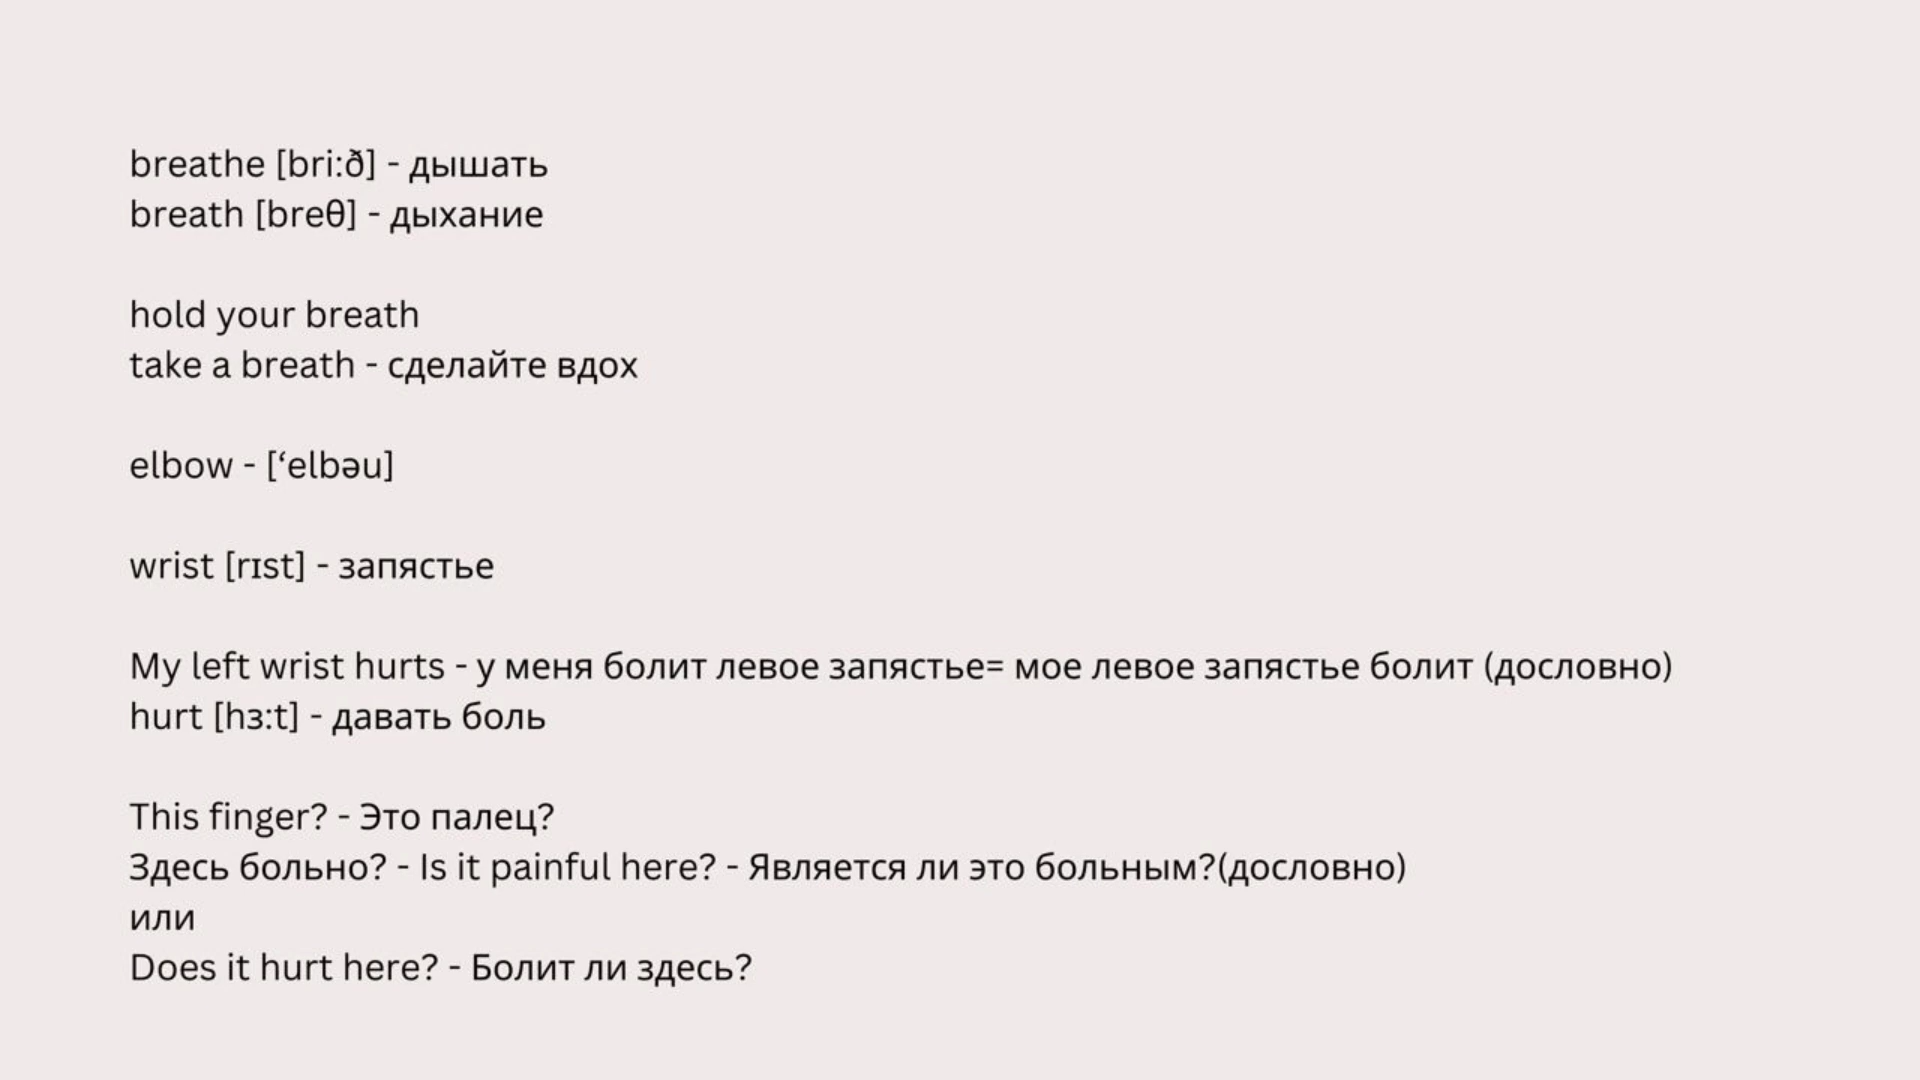 breathe [bri:ð] - дышать
breath [breθ] - дыхание
hold your breath
take a breath - сделайте вдох
elbow - [‘elbəu]
wrist [rɪst] - запястье
My left wrist hurts - у меня болит левое запястье= мое левое запястье болит (дословно)
hurt [hɜ:t] - давать боль
This finger? - Это палец?
Здесь больно? - Is it painful here? - Является ли это больным?(дословно)
или
Does it hurt here? - Болит ли здесь?